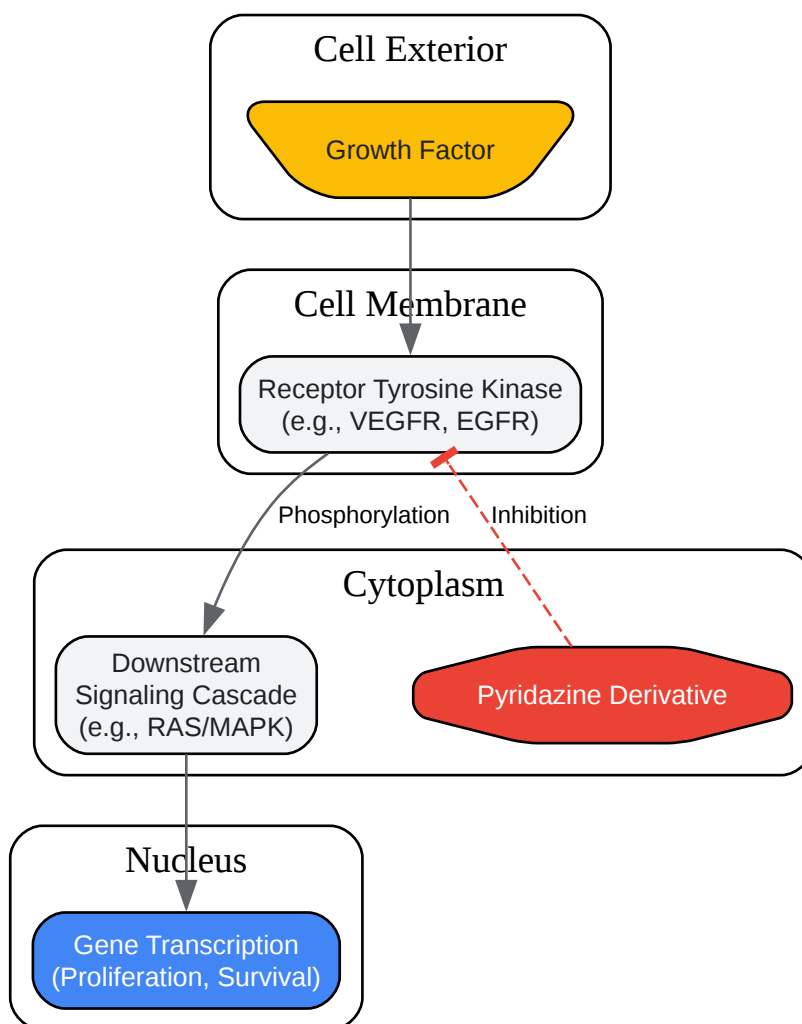 Cell Exterior
Growth Factor
Cell Membrane
Receptor Tyrosine Kinase
(e.g., VEGFR, EGFR)
Phosphorylation
Inhibition
Cytoplasm
Downstream
Signaling Cascade
(e.g., RAS/MAPK)
Pyridazine Derivative
Nucleus
Gene Transcription
(Proliferation, Survival)